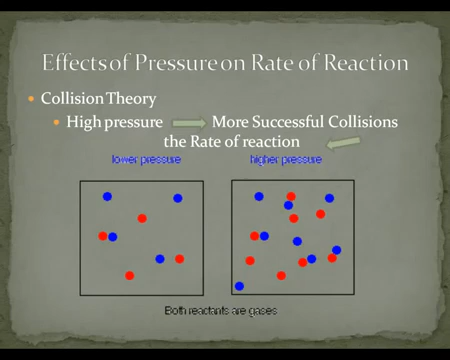 Effects of Pressure on Rate of Reaction
Collision Theory
High pressure More Successful Collisions
the Rate of reaction
lower pressure higher pressure
Both reactants are gases